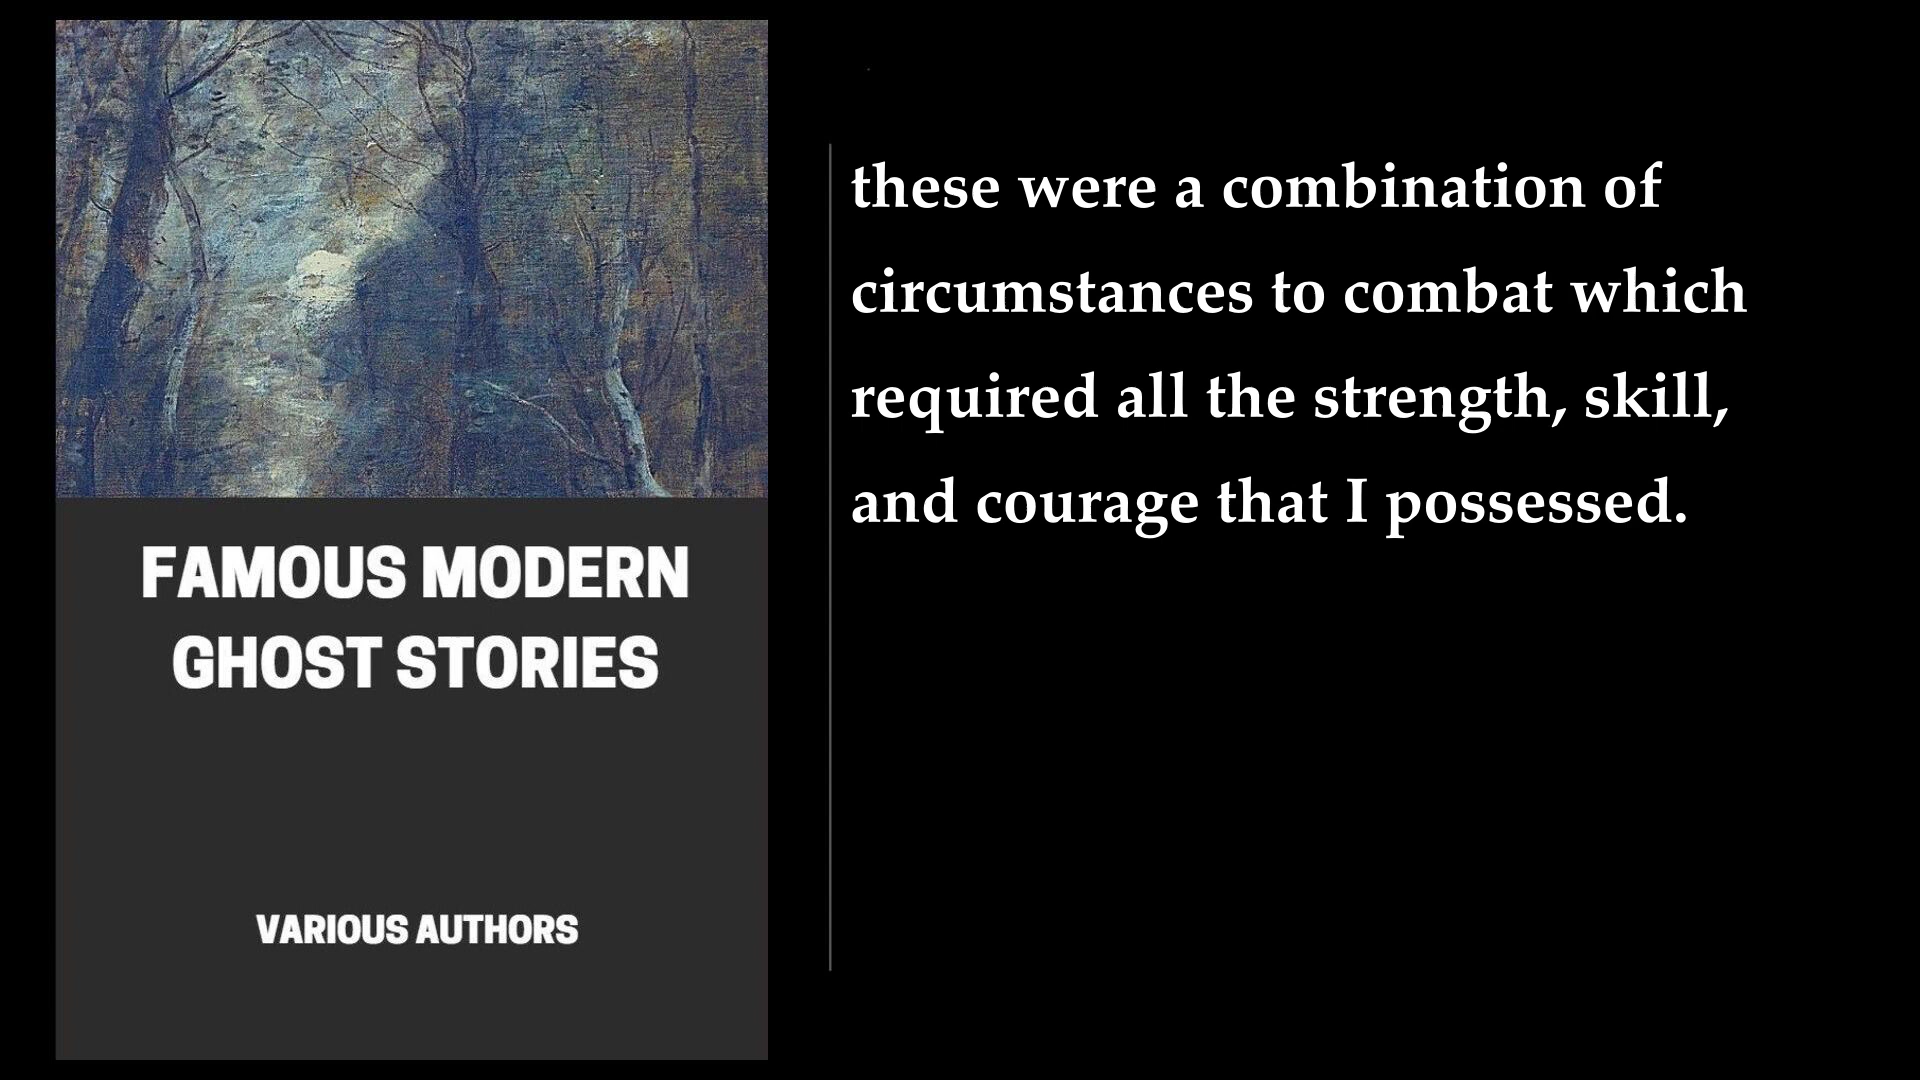 FAMOUS MODERN
GHOST STORIES
VARIOUS AUTHORS
these were a combination of
circumstances to combat which
required all the strength, skill,
and courage that I possessed.